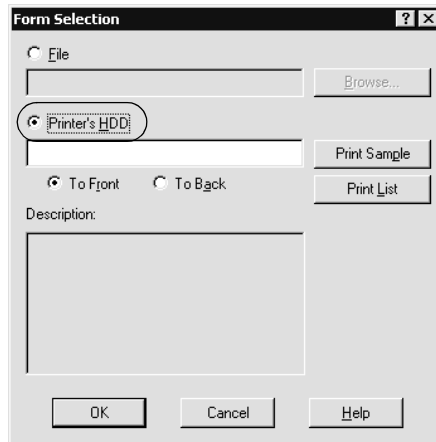 Form Selection
File
Browse...
Printer's HDD
Print Sample
To Front To Back
Print List
Description:
OK Cancel Help